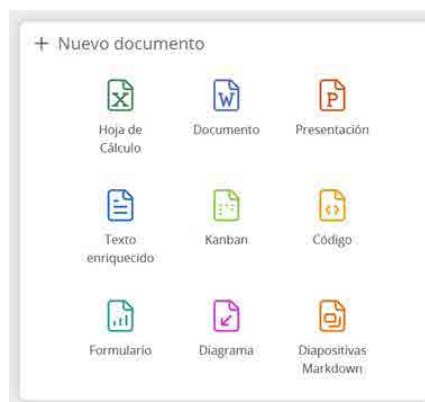 + Nuevo documento
X W P
Hoja de Cálculo
Documento
Presentación
Texto enriquecido
Kanban
Código
Formulario
Diagrama
Diapositivas Markdown